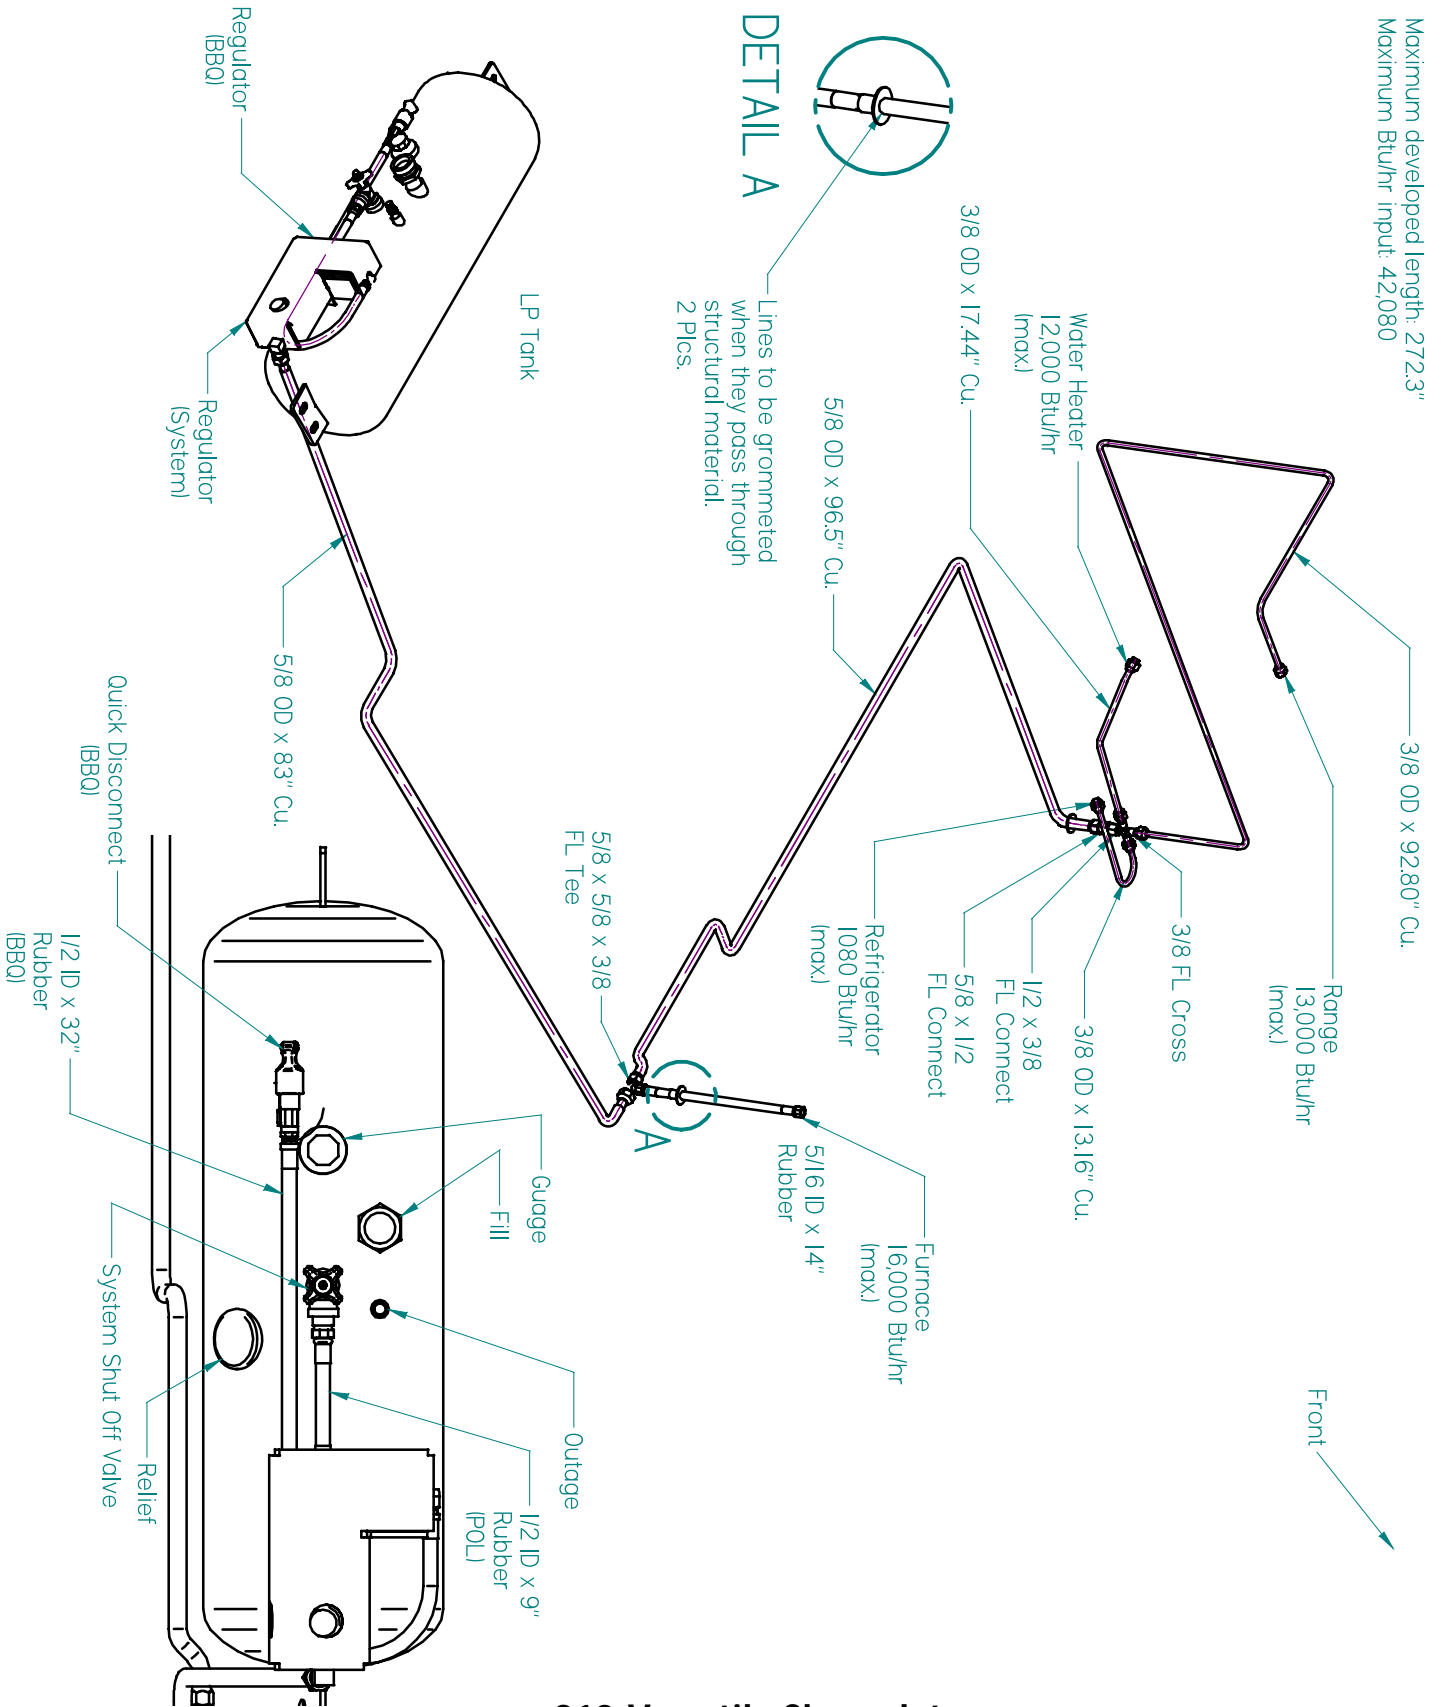 Maximum developed length: 272.3"
Maximum Btu/hr input: 42,080
Front
3/8 OD x 92.80" Cu.
Range
13,000 Btu/hr
(max.)
3/8 FL Cross
3/8 OD x 13.16" Cu.
1/2 x 3/8
FL Connect
5/8 x 1/2
FL Connect
Refrigerator
1080 Btu/hr
(max.)
Water Heater
12,000 Btu/hr
(max.)
3/8 OD x 17.44" Cu.
5/8 OD x 96.5" Cu.
Furnace
16,000 Btu/hr
(max.)
5/16 ID x 14"
Rubber
A
5/8 x 5/8 x 3/8
FL Tee
Lines to be grommeted
when they pass through
structural material.
2 Plcs.
DETAIL A
LP Tank
Regulator
(BBQ)
Regulator
(System)
5/8 OD x 83" Cu.
Quick Disconnect
(BBQ)
1/2 ID x 32"
Rubber
(BBQ)
Guage
Fill
Outage
1/2 ID x 9"
Rubber
(POL)
Relief
System Shut Off Valve